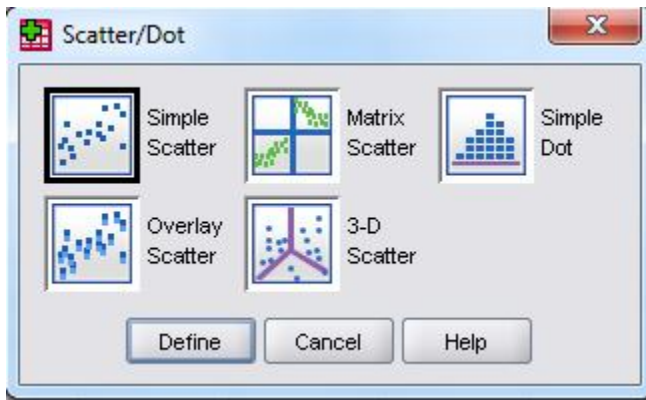 Scatter/Dot
Simple
Scatter
Matrix
Scatter
Simple
Dot
Overlay
Scatter
3-D
Scatter
Define
Cancel
Help